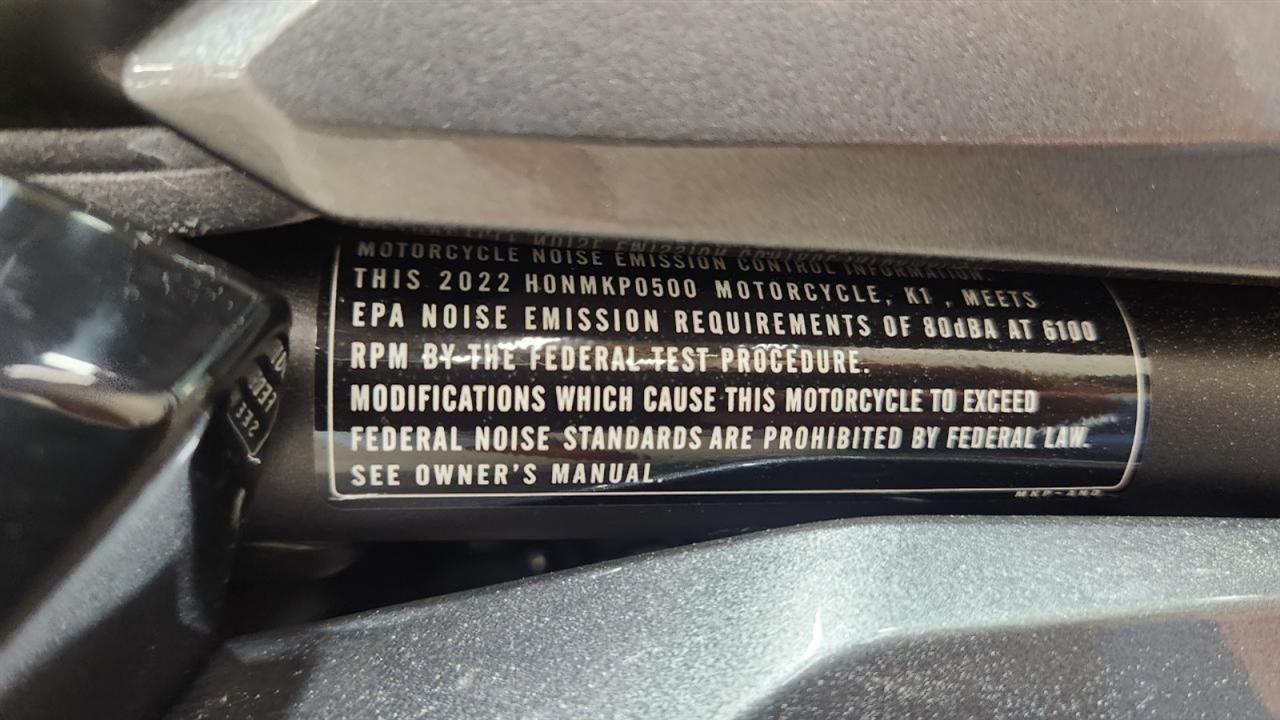 MOTORCYCLE NOISE EMISSION CONTROL INFORMATION
THIS 2022 HONMKP0500 MOTORCYCLE, K1 , MEETS
EPA NOISE EMISSION REQUIREMENTS OF 80dBA AT 6100
RPM BY THE FEDERAL TEST PROCEDURE.
MODIFICATIONS WHICH CAUSE THIS MOTORCYCLE TO EXCEED
FEDERAL NOISE STANDARDS ARE PROHIBITED BY FEDERAL LAW.
SEE OWNER'S MANUAL.
MKP-AN0